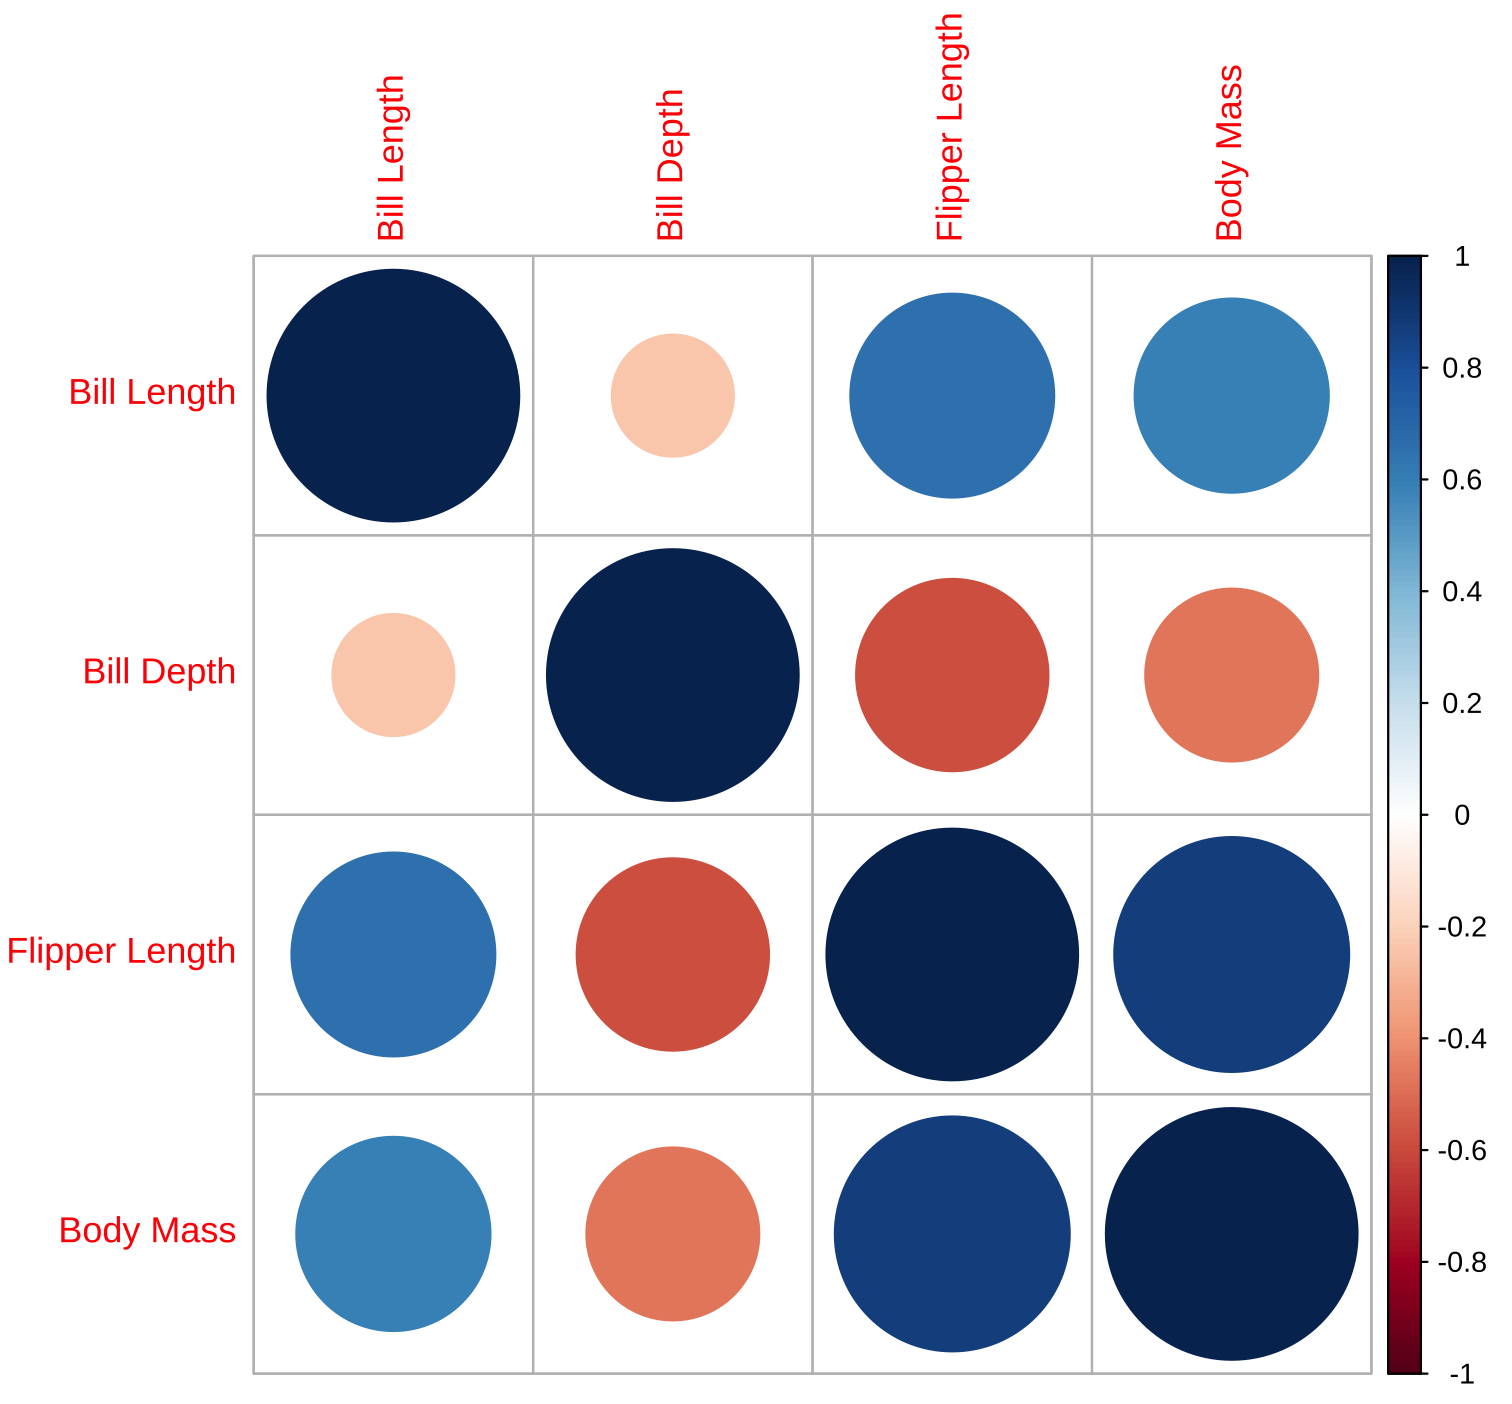 Bill Length
Bill Depth
Flipper Length
Body Mass
Bill Length
Bill Depth
Flipper Length
Body Mass
1
0.8
0.6
0.4
0.2
0
-0.2
-0.4
-0.6
-0.8
-1